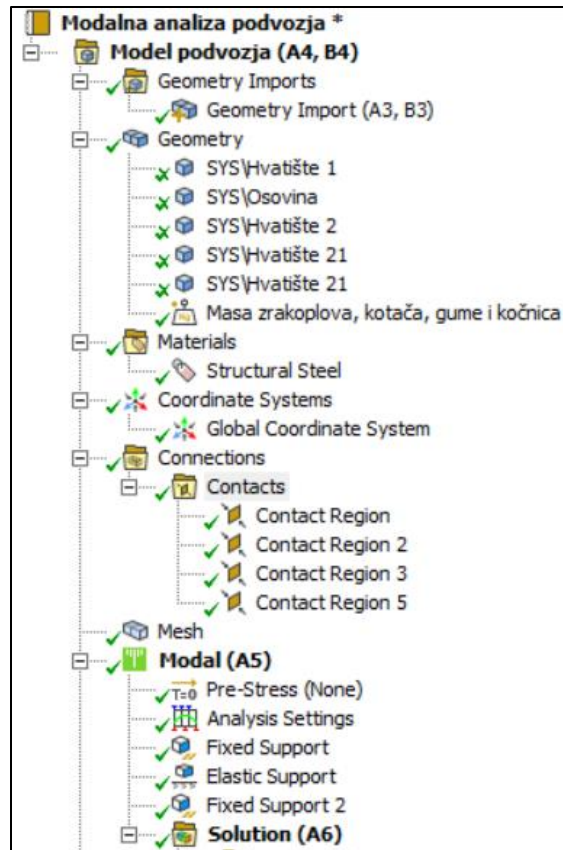 Modalna analiza podvozja *
Model podvozja (A4, B4)
Geometry Imports
Geometry Import (A3, B3)
Geometry
SYS\Hvatište 1
SYS\Osovina
SYS\Hvatište 2
SYS\Hvatište 21
SYS\Hvatište 21
Masa zrakoplova, kotača, gume i kočnica
Materials
Structural Steel
Coordinate Systems
Global Coordinate System
Connections
Contacts
Contact Region
Contact Region 2
Contact Region 3
Contact Region 5
Mesh
Modal (A5)
T=0 Pre-Stress (None)
Analysis Settings
Fixed Support
Elastic Support
Fixed Support 2
Solution (A6)